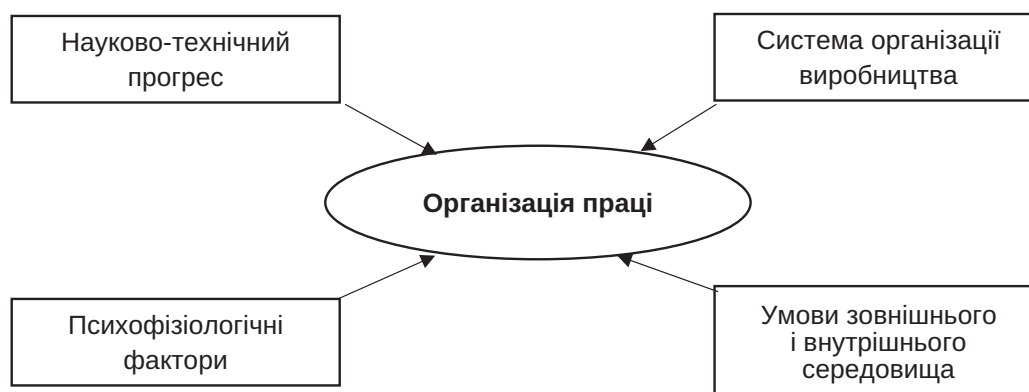 Науково-технічний
прогрес
Система організації
виробництва
Організація праці
Психофізіологічні
фактори
Умови зовнішнього
і внутрішнього
середовища